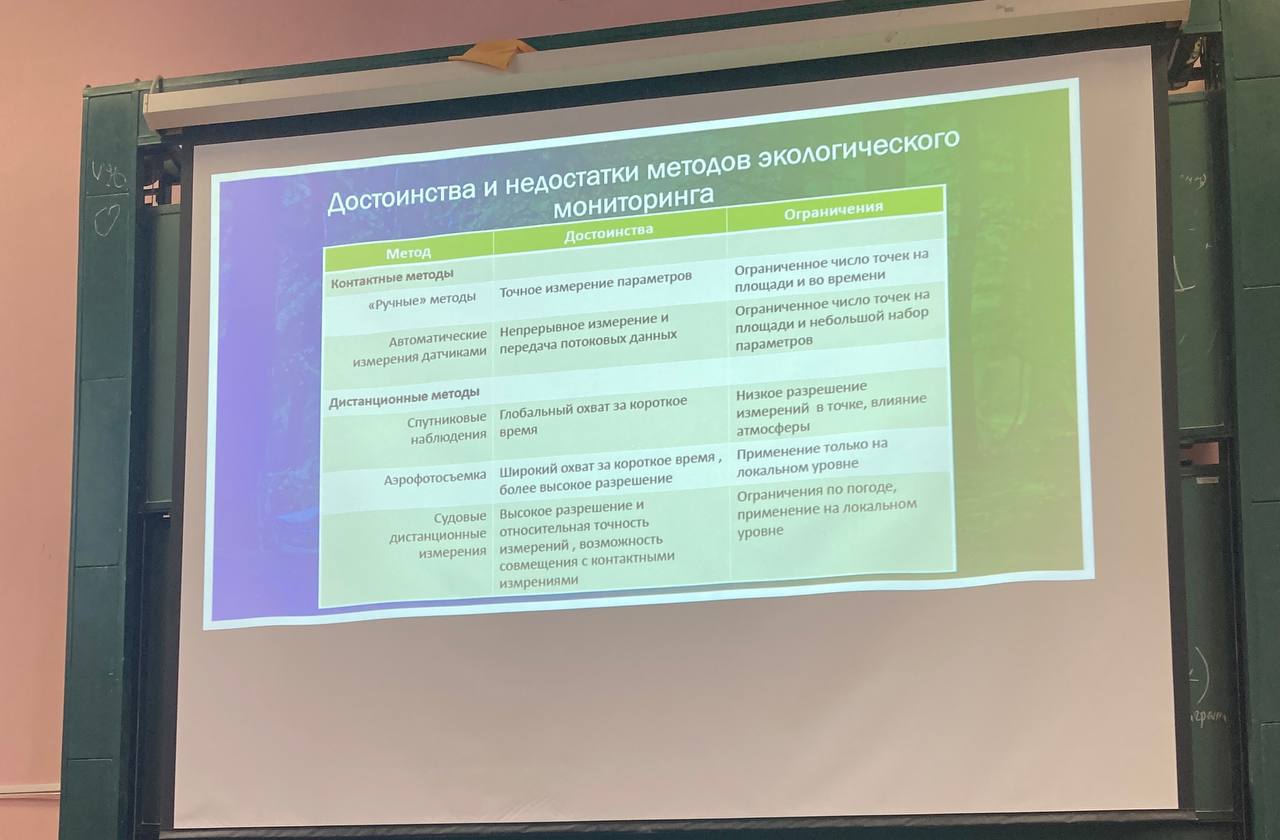 Достоинства и недостатки методов экологического
мониторинга
Метод
Достоинства
Ограничения
Контактные методы
«Ручные» методы
Точное измерение параметров
Ограниченное число точек на
площади и во времени
Автоматические
измерения датчиками
Непрерывное измерение и
передача потоковых данных
Ограниченное число точек на
площади и небольшой набор
параметров
Дистанционные методы
Спутниковые
наблюдения
Глобальный охват за короткое
время
Низкое разрешение
измерений в точке, влияние
атмосферы
Аэрофотосъемка
Широкий охват за короткое время ,
более высокое разрешение
Применение только на
локальном уровне
Судовые
дистанционные
измерения
Высокое разрешение и
относительная точность
измерений , возможность
совмещения с контактными
измрениями
Ограничения по погоде,
применение на локальном
уровне